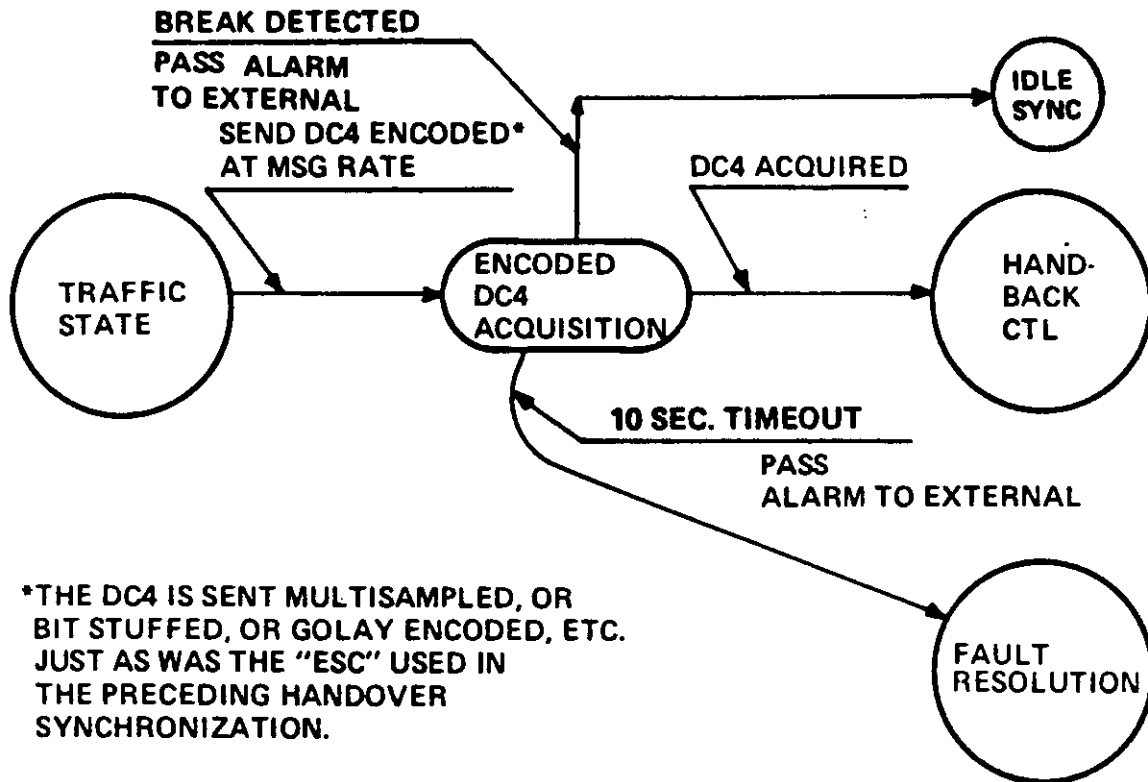 BREAK DETECTED
PASS ALARM
TO EXTERNAL
SEND DC4 ENCODED*
AT MSG RATE
IDLE
SYNC
DC4 ACQUIRED
TRAFFIC
STATE
ENCODED
DC4
ACQUISITION
HAND-
BACK
CTL
10 SEC. TIMEOUT
PASS
ALARM TO EXTERNAL
*THE DC4 IS SENT MULTISAMPLED, OR
BIT STUFFED, OR GOLAY ENCODED, ETC.
JUST AS WAS THE "ESC" USED IN
THE PRECEDING HANDOVER
SYNCHRONIZATION.
FAULT
RESOLUTION